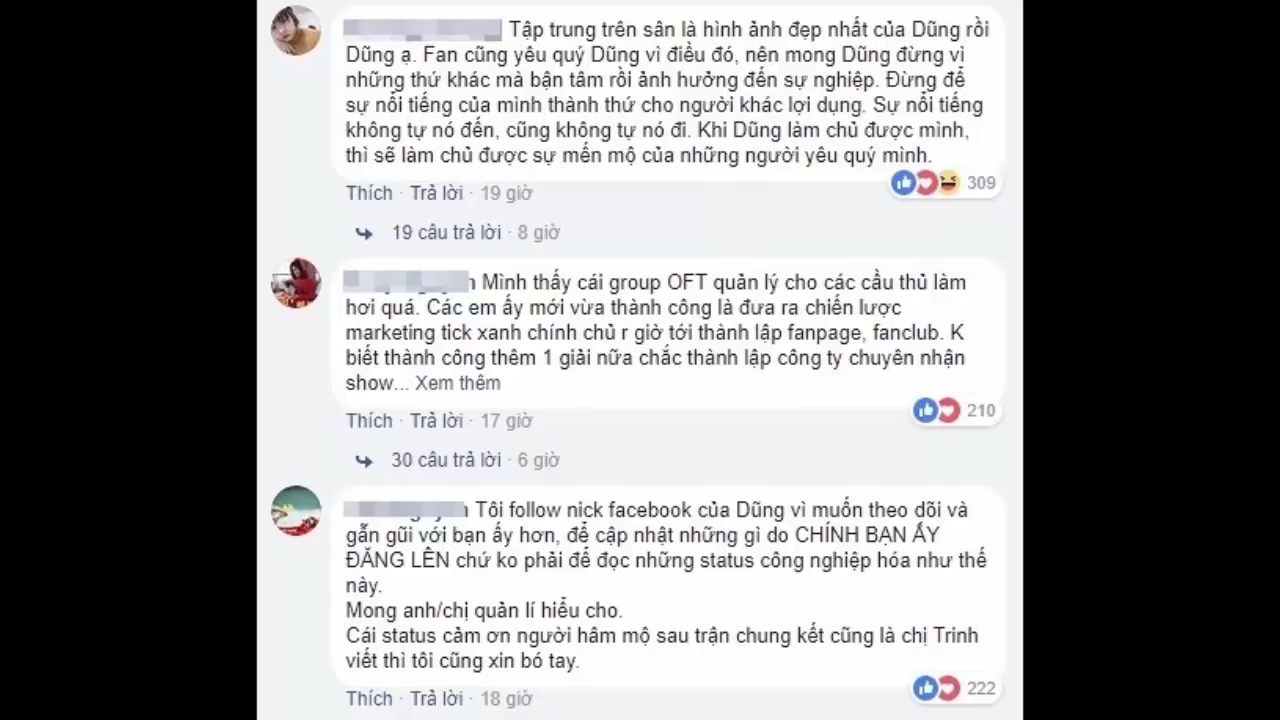 Tập trung trên sân là hình ảnh đẹp nhất của Dũng rồi
Dũng ạ. Fan cũng yêu quý Dũng vì điều đó, nên mong Dũng đừng vì
những thứ khác mà bận tâm rồi ảnh hưởng đến sự nghiệp. Đừng để
sự nổi tiếng của mình thành thứ cho người khác lợi dụng. Sự nổi tiếng
không tự nó đến, cũng không tự nó đi. Khi Dũng làm chủ được mình,
thì sẽ làm chủ được sự mến mộ của những người yêu quý mình.
309
Thích · Trả lời · 19 giờ
19 câu trả lời · 8 giờ
Mình thấy cái group OFT quản lý cho các cầu thủ làm
hơi quá. Các em ấy mới vừa thành công là đưa ra chiến lược
marketing tick xanh chính chủ r giờ tới thành lập fanpage, fanclub. K
biết thành công thêm 1 giải nữa chắc thành lập công ty chuyên nhận
show... Xem thêm
210
Thích · Trả lời · 17 giờ
30 câu trả lời · 6 giờ
Tôi follow nick facebook của Dũng vì muốn theo dõi và
gần gũi với bạn ấy hơn, để cập nhật những gì do CHÍNH BẠN ẤY
ĐĂNG LÊN chứ ko phải để đọc những status công nghiệp hóa như thế
này.
Mong anh/chị quản lí hiểu cho.
Cái status cảm ơn người hâm mộ sau trận chung kết cũng là chị Trinh
viết thì tôi cũng xin bó tay.
222
Thích · Trả lời · 18 giờ